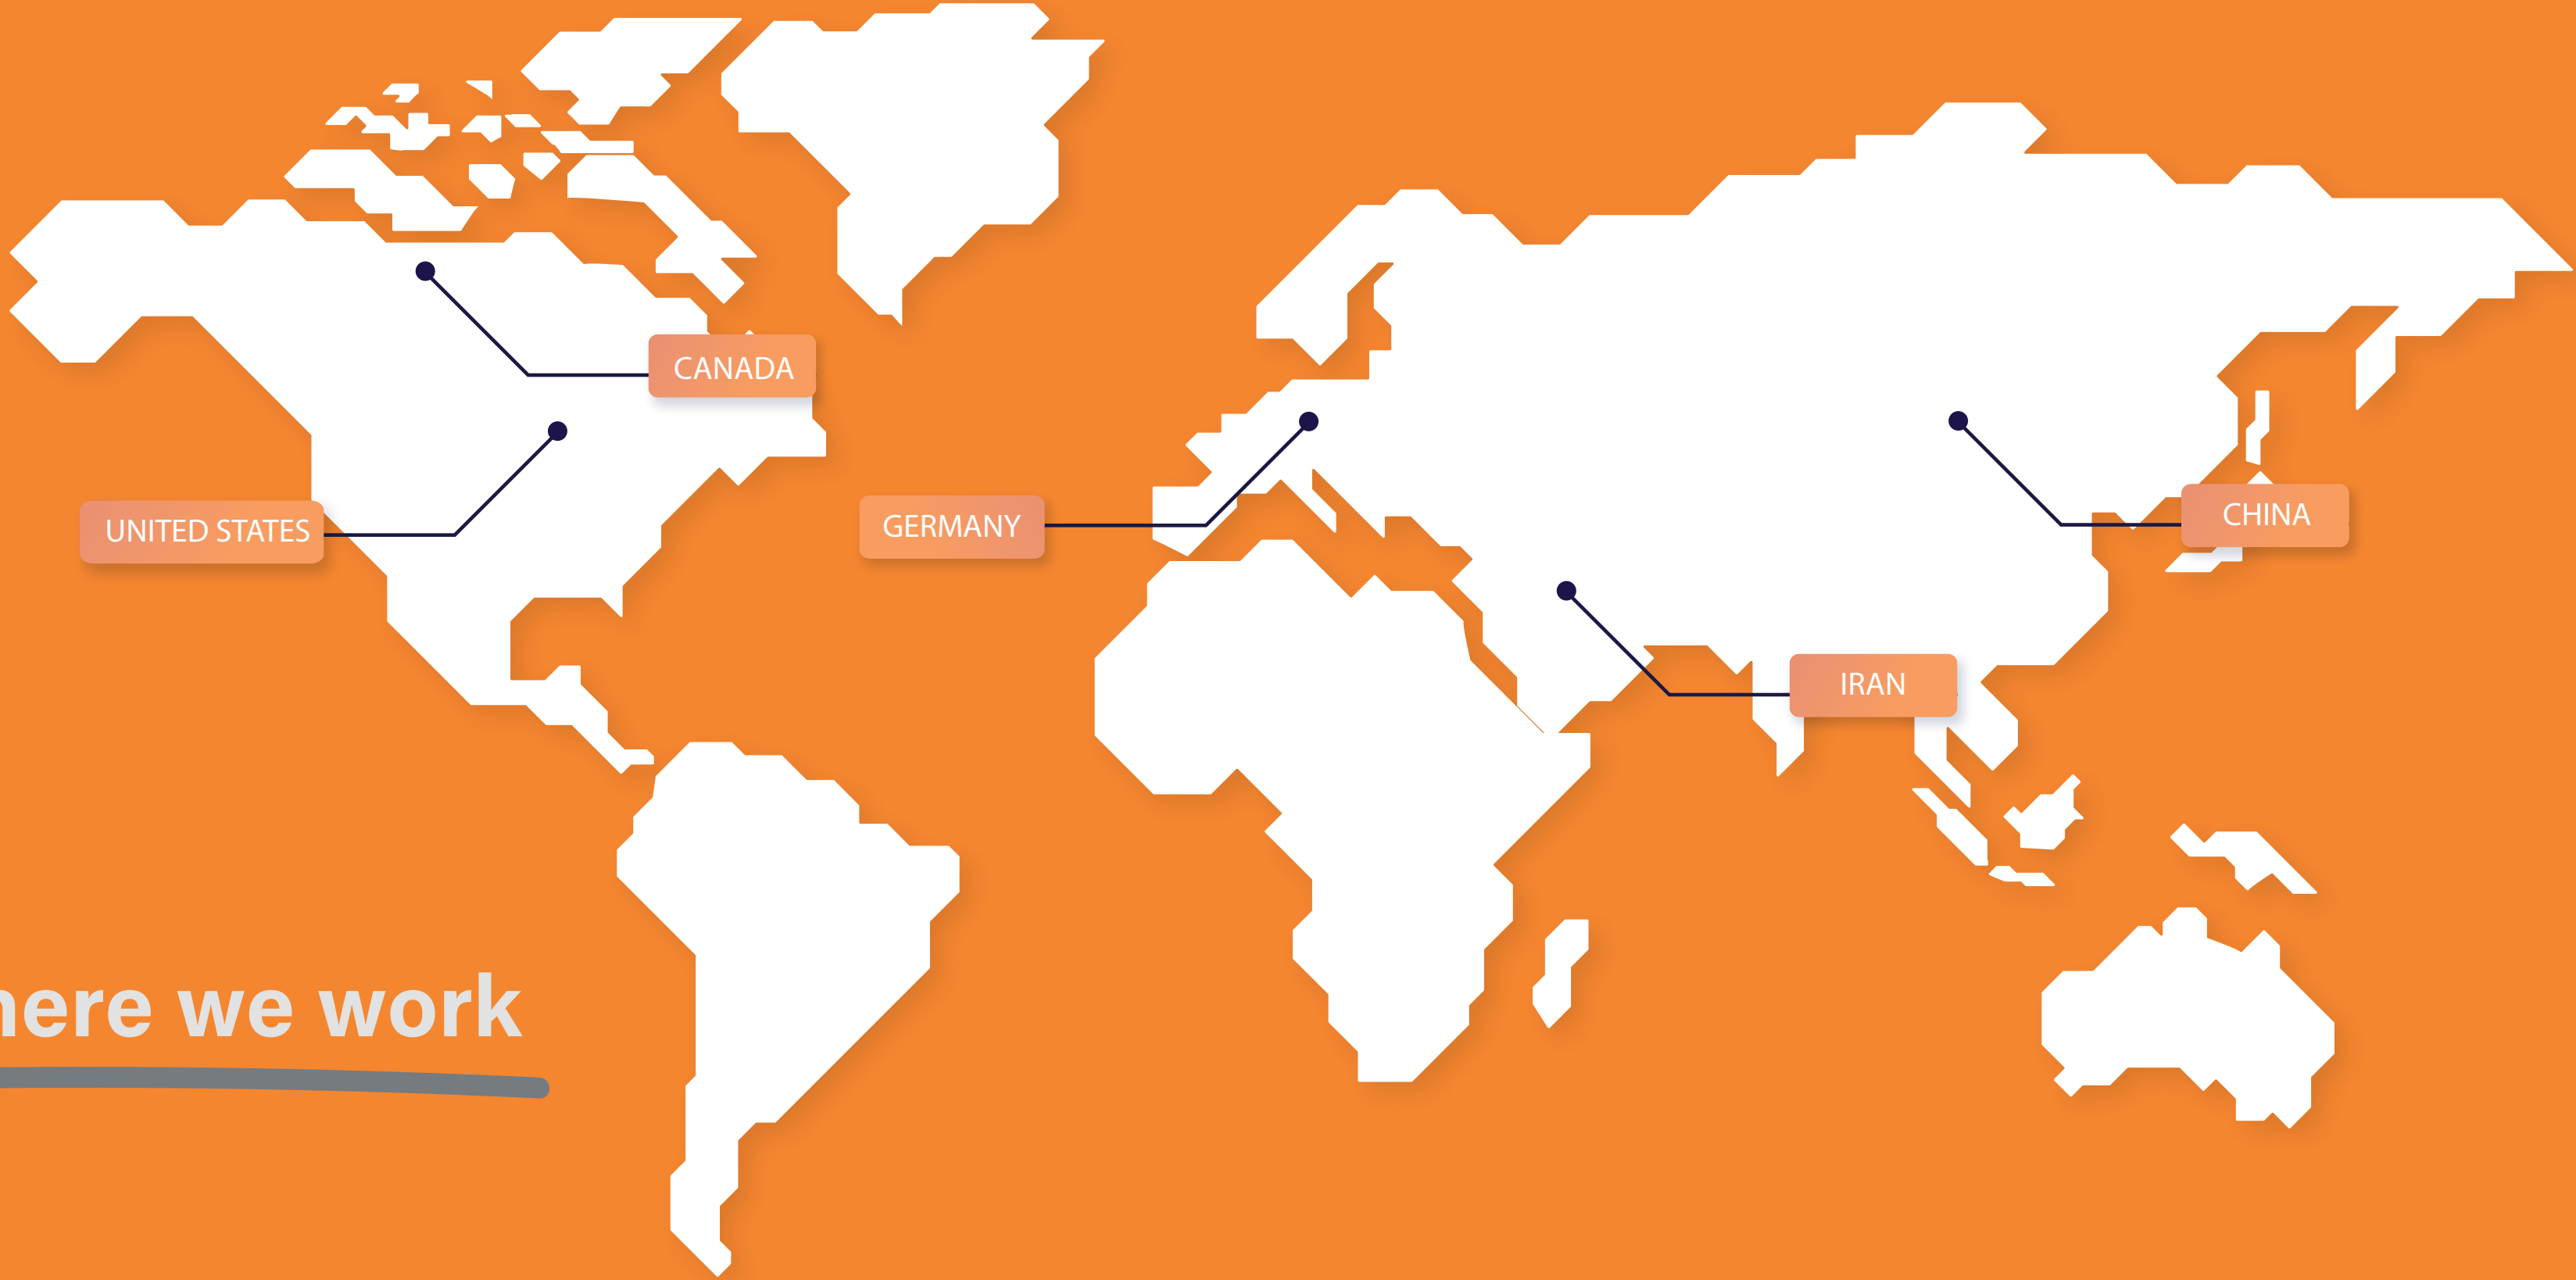 CANADA
UNITED STATES
GERMANY
CHINA
IRAN
here we work